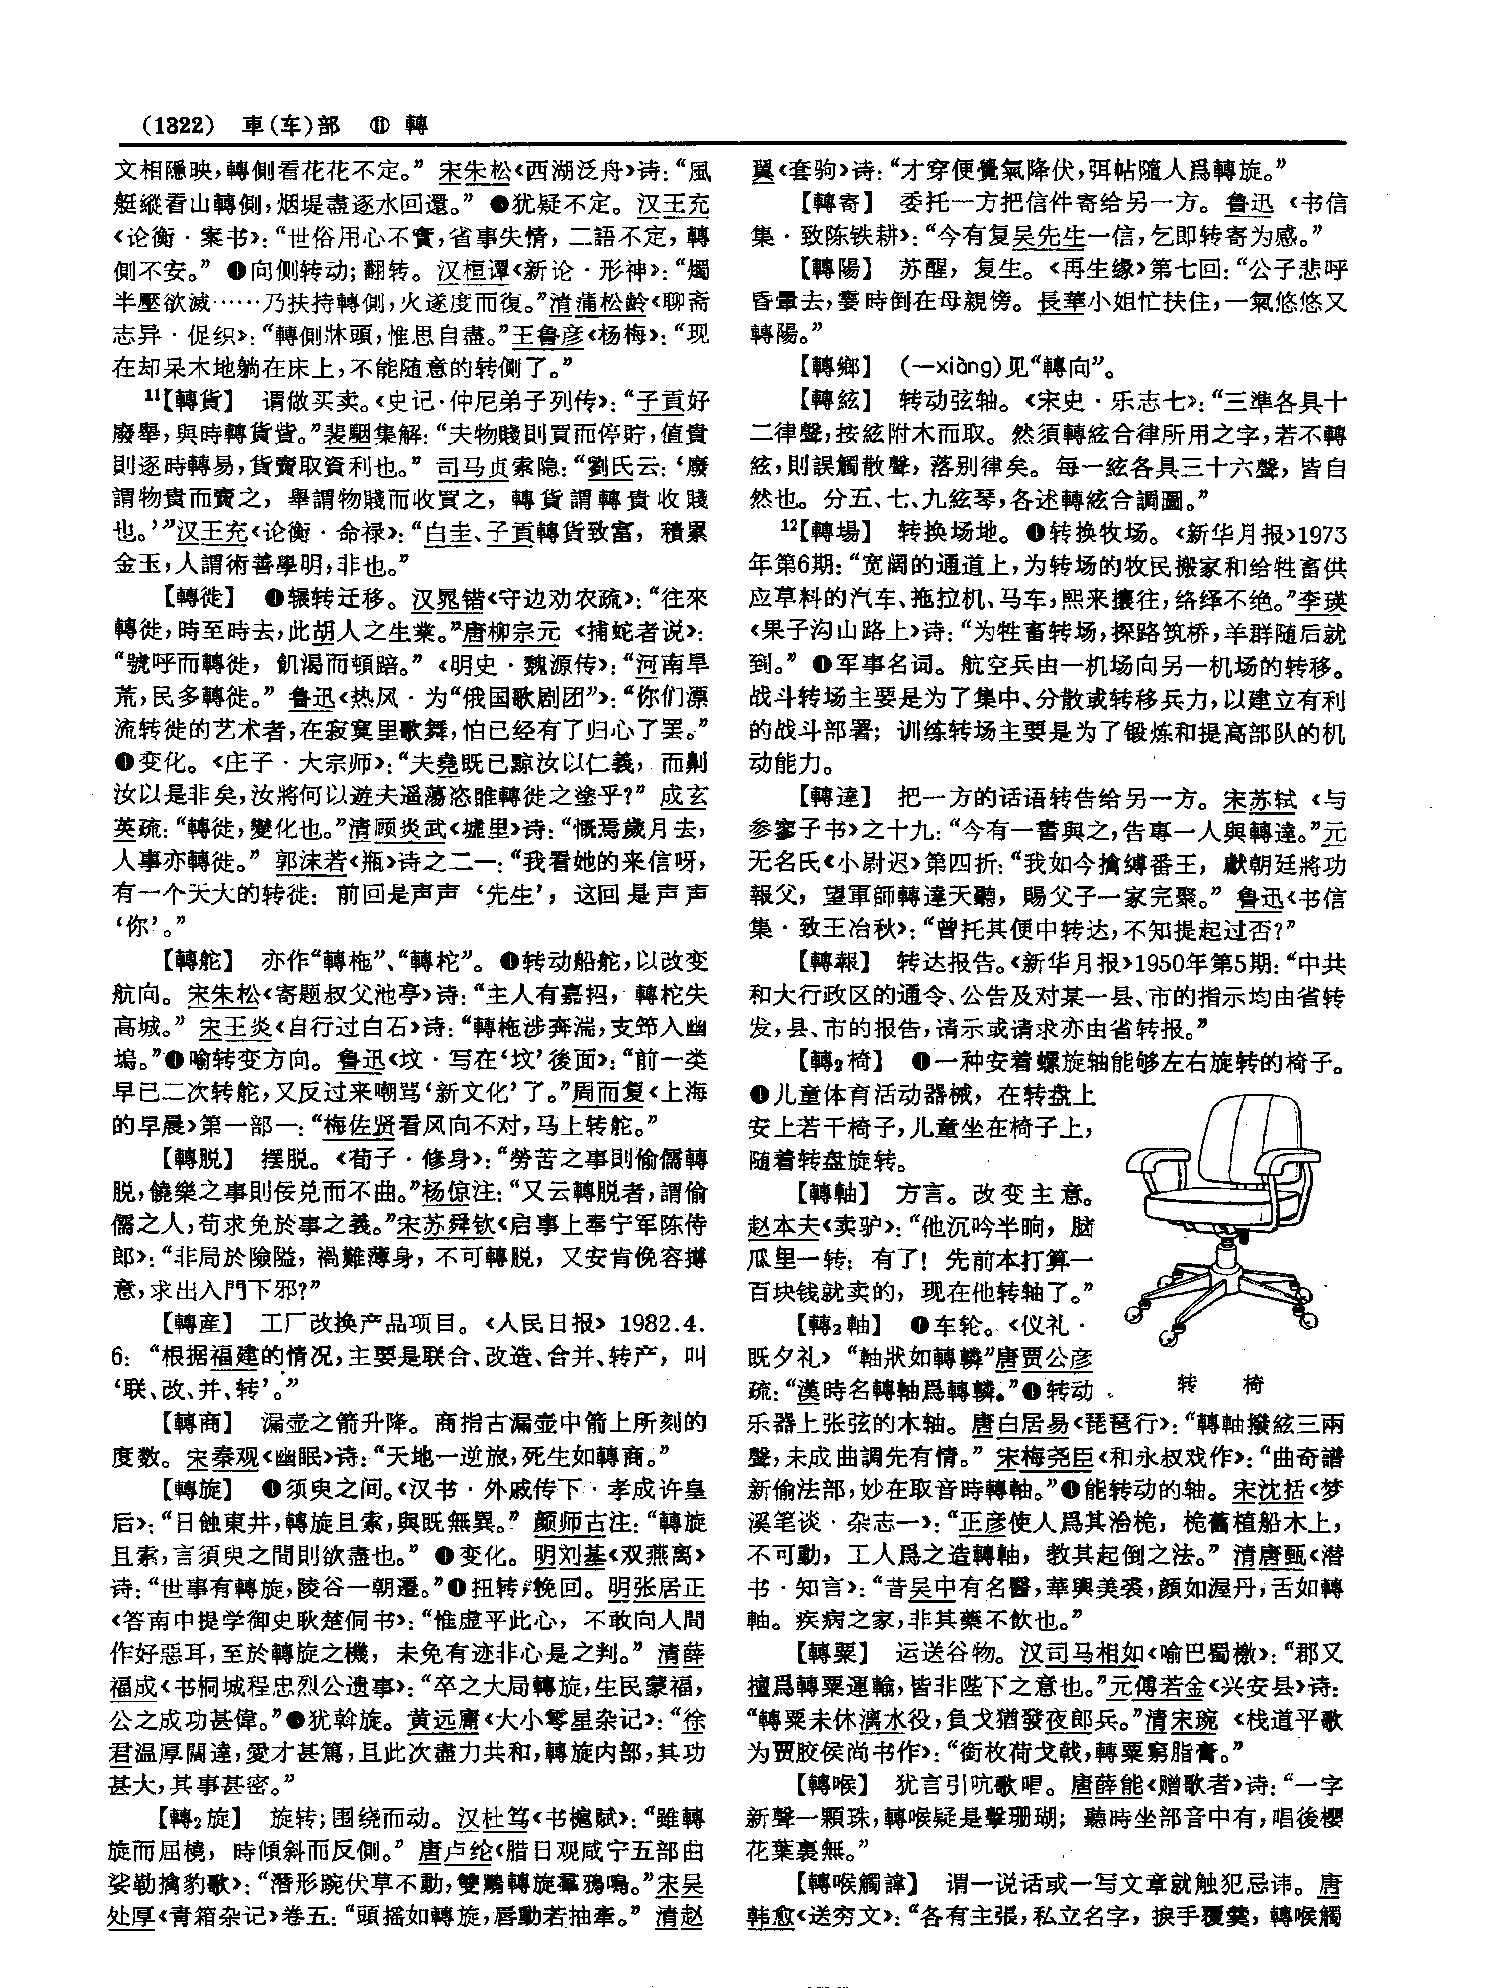 (1322) 車(车)部 ⑪ 轉
文相隱映，轉側看花花不定。”宋朱松《西湖泛舟》诗：“風
艇縱看山轉側，烟堤盡逐水回還。”❷犹疑不定。汉王充
《论衡·案书》：“世俗用心不實，省事失情，二語不定，轉
側不安。”❸向侧转动；翻转。汉桓谭《新论·形神》：“燭
半壓欲滅……乃扶持轉側，火遂度而復。”清蒲松龄《聊斋
志异·促织》：“轉側牀頭，惟思自盡。”王鲁彦《杨梅》：“现
在却呆木地躺在床上，不能随意的转侧了。”
11【轉貨】 谓做买卖。《史记·仲尼弟子列传》：“子貢好
廢舉，與時轉貨貲。”裴駰集解：“夫物賤則買而停貯，值貴
則逐時轉易，貨賣取資利也。”司马贞索隐：“劉氏云：‘廢
謂物貴而賣之，舉謂物賤而收買之，轉貨謂轉貴收賤
也。’”汉王充《论衡·命禄》：“白圭、子貢轉貨致富，積累
金玉，人謂術善學明，非也。”
【轉徙】 ❶辗转迁移。汉晁错《守边劝农疏》：“往來
轉徙，時至時去，此胡人之生業。”唐柳宗元《捕蛇者说》：
“號呼而轉徙，飢渴而頓踣。”《明史·魏源传》：“河南旱
荒，民多轉徙。”鲁迅《热风·为“俄国歌剧团”》：“你们漂
流转徙的艺术者，在寂寞里歌舞，怕已经有了归心了罢。”
❷变化。《庄子·大宗师》：“夫堯既已黥汝以仁義，而劓
汝以是非矣，汝將何以遊夫遥蕩恣睢轉徙之塗乎？”成玄
英疏：“轉徙，變化也。”清顾炎武《墟里》诗：“慨焉歲月去，
人事亦轉徙。”郭沫若《瓶》诗之二一：“我看她的来信呀，
有一个天大的转徙：前回是声声‘先生’，这回是声声
‘你’。”
【轉舵】 亦作“轉柂”、“轉柁”。❶转动船舵，以改变
航向。宋朱松《寄题叔父池亭》诗：“主人有嘉招，轉柁失
高城。”宋王炎《自行过白石》诗：“轉柂涉奔湍，支筇入幽
塢。”❷喻转变方向。鲁迅《坟·写在‘坟’後面》：“前一类
早已二次转舵，又反过来嘲骂‘新文化’了。”周而复《上海
的早晨》第一部一：“梅佐贤看风向不对，马上转舵。”
【轉脱】 摆脱。《荀子·修身》：“勞苦之事則偷儒轉
脱，饒樂之事則佞兑而不曲。”杨倞注：“又云轉脱者，謂偷
儒之人，苟求免於事之義。”宋苏舜钦《启事上奉宁军陈侍
郎》：“非局於險隘，禍難薄身，不可轉脱，又安肯俛容摶
意，求出入門下邪？”
【轉産】 工厂改换产品项目。《人民日报》1982.4.
6：“根据福建的情况，主要是联合、改造、合并、转产，叫
‘联、改、并、转’。”
【轉商】 漏壶之箭升降。商指古漏壶中箭上所刻的
度数。宋秦观《幽眠》诗：“天地一逆旅，死生如轉商。”
【轉旋】 ❶须臾之间。《汉书·外戚传下·孝成许皇
后》：“日蝕東井，轉旋且索，與既無異。”颜师古注：“轉旋
且索，言須臾之間則欲盡也。”❷变化。明刘基《双燕离》
诗：“世事有轉旋，陵谷一朝遷。”❸扭转；挽回。明张居正
《答南中提学御史耿楚侗书》：“惟虚平此心，不敢向人間
作好惡耳，至於轉旋之機，未免有迹非心是之判。”清薛
福成《书桐城程忠烈公遗事》：“卒之大局轉旋，生民蒙福，
公之成功甚偉。”❹犹斡旋。黄远庸《大小零星杂记》：“徐
君温厚闊達，愛才甚篤，且此次盡力共和，轉旋内部，其功
甚大，其事甚密。”
【轉2旋】 旋转；围绕而动。汉杜笃《书槴赋》：“雖轉
旋而屈橈，時傾斜而反側。”唐卢纶《腊日观咸宁五部曲
娑勒擒豹歌》：“潛形踠伏草不動，雙鵰轉旋羣鴉鳴。”宋吴
处厚《青箱杂记》卷五：“頭摇如轉旋，唇動若抽牽。”清赵
翼《套驹》诗：“才穿便覺氣降伏，弭帖隨人爲轉旋。”
【轉寄】 委托一方把信件寄给另一方。鲁迅《书信
集·致陈铁耕》：“今有复吴先生一信，乞即转寄为感。”
【轉陽】 苏醒，复生。《再生缘》第七回：“公子悲呼
昏暈去，霎時倒在母親傍。長華小姐忙扶住，一氣悠悠又
轉陽。”
【轉鄉】 (—xiàng)见“轉向”。
【轉絃】 转动弦轴。《宋史·乐志七》：“三準各具十
二律聲，按絃附木而取。然須轉絃合律所用之字，若不轉
絃，則誤觸散聲，落别律矣。每一絃各具三十六聲，皆自
然也。分五、七、九絃琴，各述轉絃合調圖。”
12【轉場】 转换场地。❶转换牧场。《新华月报》1973
年第6期：“宽阔的通道上，为转场的牧民搬家和给牲畜供
应草料的汽车、拖拉机、马车，熙来攘往，络绎不绝。”李瑛
《果子沟山路上》诗：“为牲畜转场，探路筑桥，羊群随后就
到。”❷军事名词。航空兵由一机场向另一机场的转移。
战斗转场主要是为了集中、分散或转移兵力，以建立有利
的战斗部署；训练转场主要是为了锻炼和提高部队的机
动能力。
【轉達】 把一方的话语转告给另一方。宋苏轼《与
参寥子书》之十九：“今有一書與之，告專一人與轉達。”元
无名氏《小尉迟》第四折：“我如今擒縛番王，獻朝廷將功
報父，望軍師轉達天聽，賜父子一家完聚。”鲁迅《书信
集·致王冶秋》：“曾托其便中转达，不知提起过否？”
【轉報】 转达报告。《新华月报》1950年第5期：“中共
和大行政区的通令、公告及对某一县、市的指示均由省转
发，县、市的报告，请示或请求亦由省转报。”
【轉2椅】 ❶一种安着螺旋轴能够左右旋转的椅子。
❷儿童体育活动器械，在转盘上
安上若干椅子，儿童坐在椅子上，
随着转盘旋转。
【轉軸】 方言。改变主意。
赵本夫《卖驴》：“他沉吟半晌，脑
瓜里一转：有了！先前本打算一
百块钱就卖的，现在他转轴了。”
【轉2軸】 ❶车轮。《仪礼·
既夕礼》“軸狀如轉轔”唐贾公彦
疏：“漢時名轉軸爲轉轔。”❷转动
转 椅
乐器上张弦的木轴。唐白居易《琵琶行》：“轉軸撥絃三兩
聲，未成曲調先有情。”宋梅尧臣《和永叔戏作》：“曲奇譜
新偷法部，妙在取音時轉軸。”❸能转动的轴。宋沈括《梦
溪笔谈·杂志一》：“正彦使人爲其治桅，桅舊植船木上，
不可動，工人爲之造轉軸，教其起倒之法。”清唐甄《潜
书·知言》：“昔吴中有名醫，華輿美裘，顔如渥丹，舌如轉
軸。疾病之家，非其藥不飲也。”
【轉粟】 运送谷物。汉司马相如《喻巴蜀檄》：“郡又
擅爲轉粟運輸，皆非陛下之意也。”元傅若金《兴安县》诗：
“轉粟未休漓水役，負戈猶發夜郎兵。”清宋琬《栈道平歌
为贾胶侯尚书作》：“銜枚荷戈戟，轉粟窮脂膏。”
【轉喉】 犹言引吭歌唱。唐薛能《赠歌者》诗：“一字
新聲一顆珠，轉喉疑是擊珊瑚；聽時坐部音中有，唱後櫻
花葉裏無。”
【轉喉觸諱】 谓一说话或一写文章就触犯忌讳。唐
韩愈《送穷文》：“各有主張，私立名字，捩手覆羹，轉喉觸